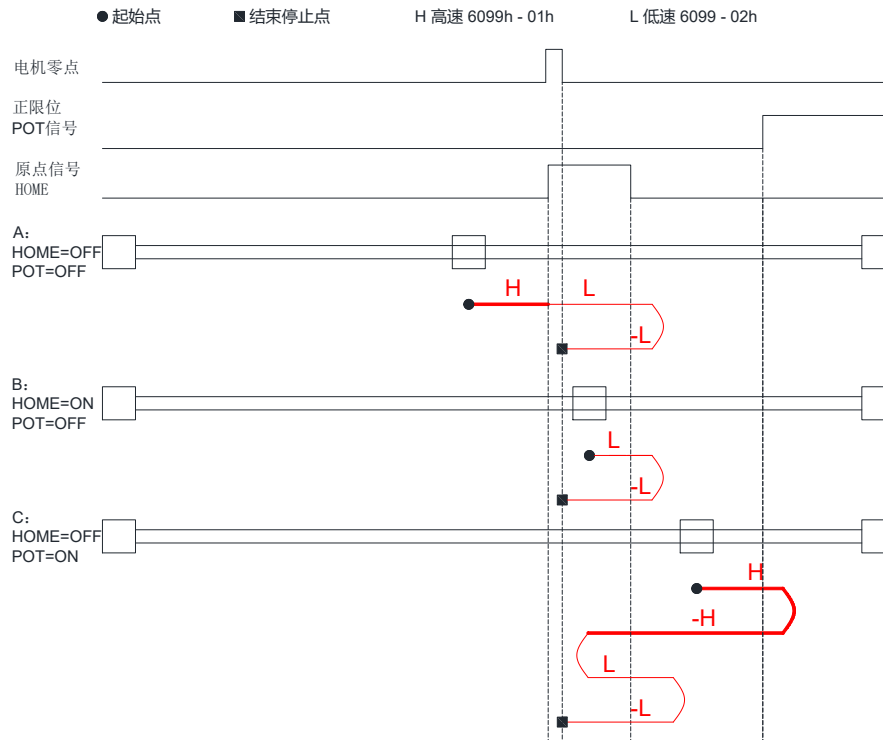 ● 起始点 ■ 结束停止点 H 高速 6099h - 01h L 低速 6099 - 02h
电机零点
正限位
POT信号
原点信号
HOME
A:
HOME=OFF
POT=OFF
H L
-L
B:
HOME=ON
POT=OFF
L
-L
C:
HOME=OFF
POT=ON
H
-H
L
-L